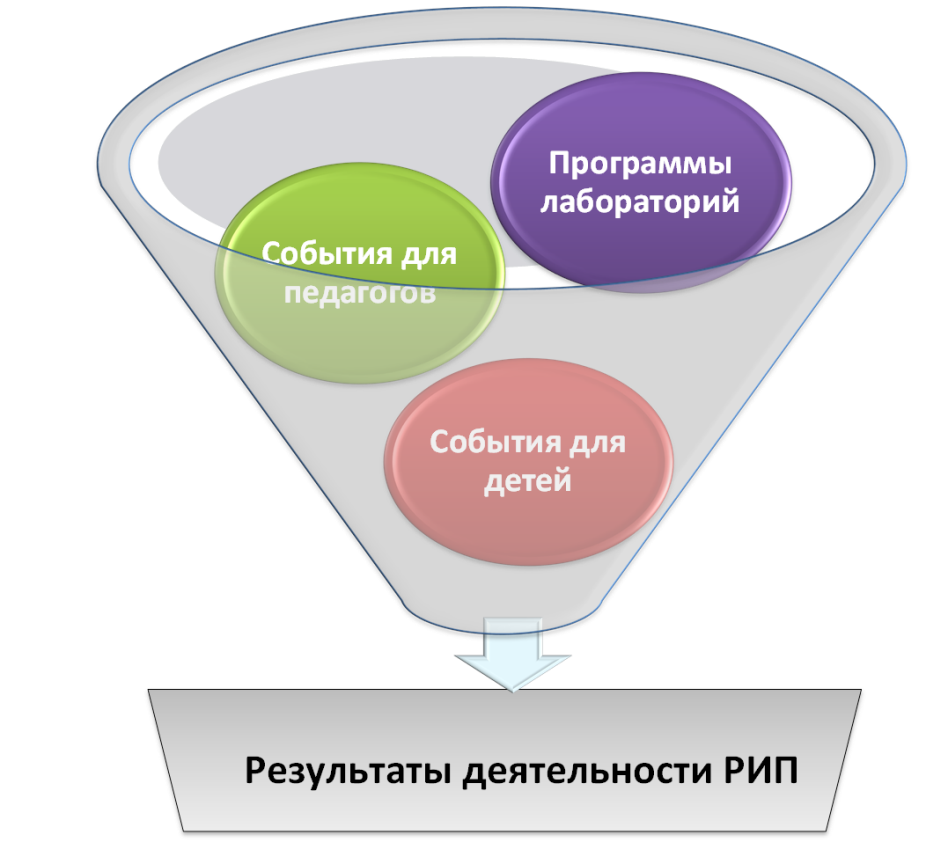 Программы
лабораторий
События для
педагогов
События для
детей
Результаты деятельности РИП